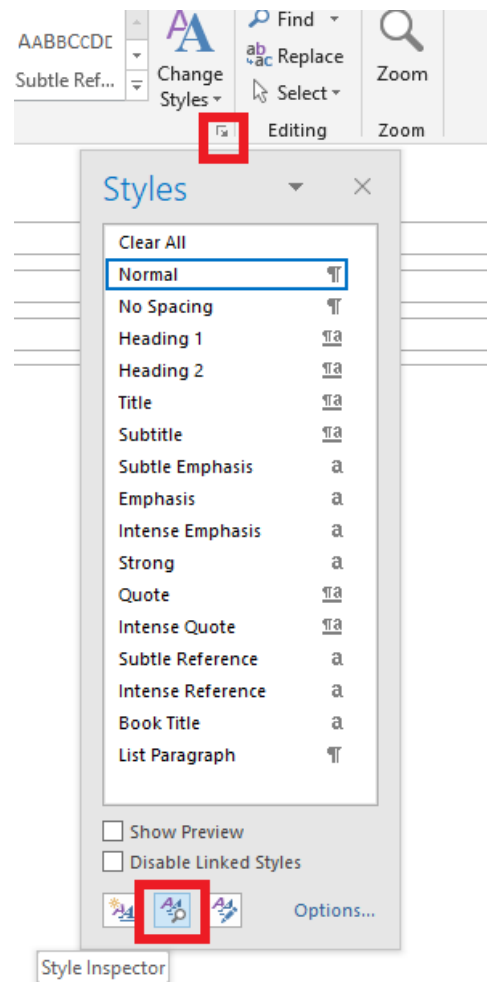 AABBCCDE
Subtle Ref...
Change
Styles
Find
Replace
Select
Editing
Zoom
Zoom
Styles
Clear All
Normal ¶
No Spacing ¶
Heading 1 ¶a
Heading 2 ¶a
Title ¶a
Subtitle ¶a
Subtle Emphasis a
Emphasis a
Intense Emphasis a
Strong a
Quote ¶a
Intense Quote ¶a
Subtle Reference a
Intense Reference a
Book Title a
List Paragraph ¶
Show Preview
Disable Linked Styles
Options...
Style Inspector